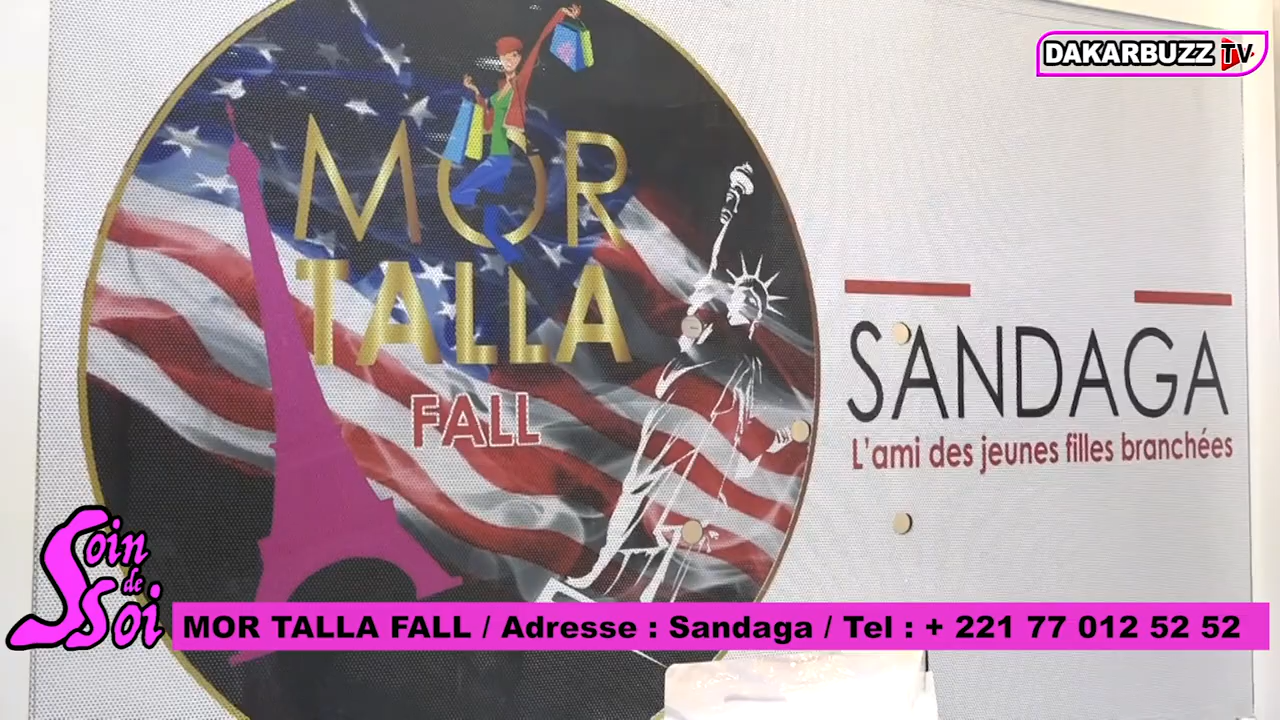 DAKARBUZZ TV
MOR
TALLA
FALL
SANDAGA
L'ami des jeunes filles branchées
Soin
de
Soi
MOR TALLA FALL / Adresse : Sandaga / Tel : + 221 77 012 52 52